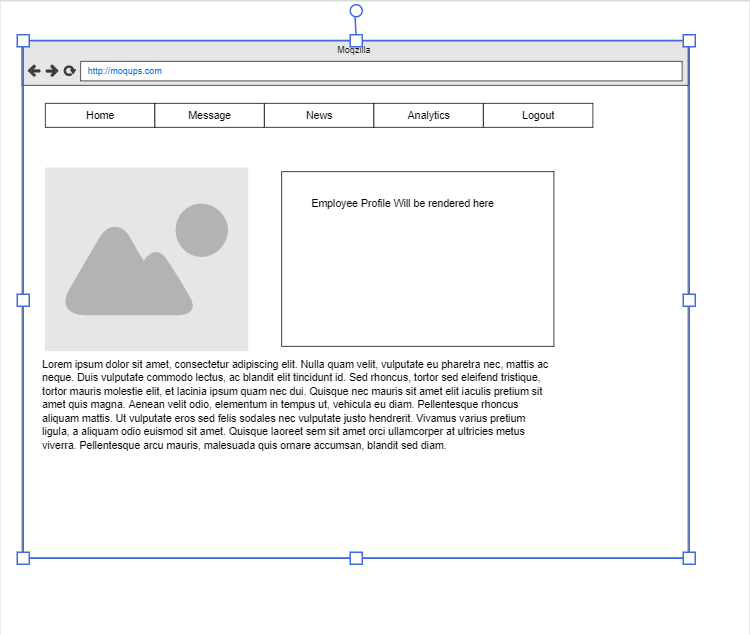 Moqzilla
http://moqups.com
Home Message News Analytics Logout
Employee Profile Will be rendered here
Lorem ipsum dolor sit amet, consectetur adipiscing elit. Nulla quam velit, vulputate eu pharetra nec, mattis ac
neque. Duis vulputate commodo lectus, ac blandit elit tincidunt id. Sed rhoncus, tortor sed eleifend tristique,
tortor mauris molestie elit, et lacinia ipsum quam nec dui. Quisque nec mauris sit amet elit iaculis pretium sit
amet quis magna. Aenean velit odio, elementum in tempus ut, vehicula eu diam. Pellentesque rhoncus
aliquam mattis. Ut vulputate eros sed felis sodales nec vulputate justo hendrerit. Vivamus varius pretium
ligula, a aliquam odio euismod sit amet. Quisque laoreet sem sit amet orci ullamcorper at ultricies metus
viverra. Pellentesque arcu mauris, malesuada quis ornare accumsan, blandit sed diam.